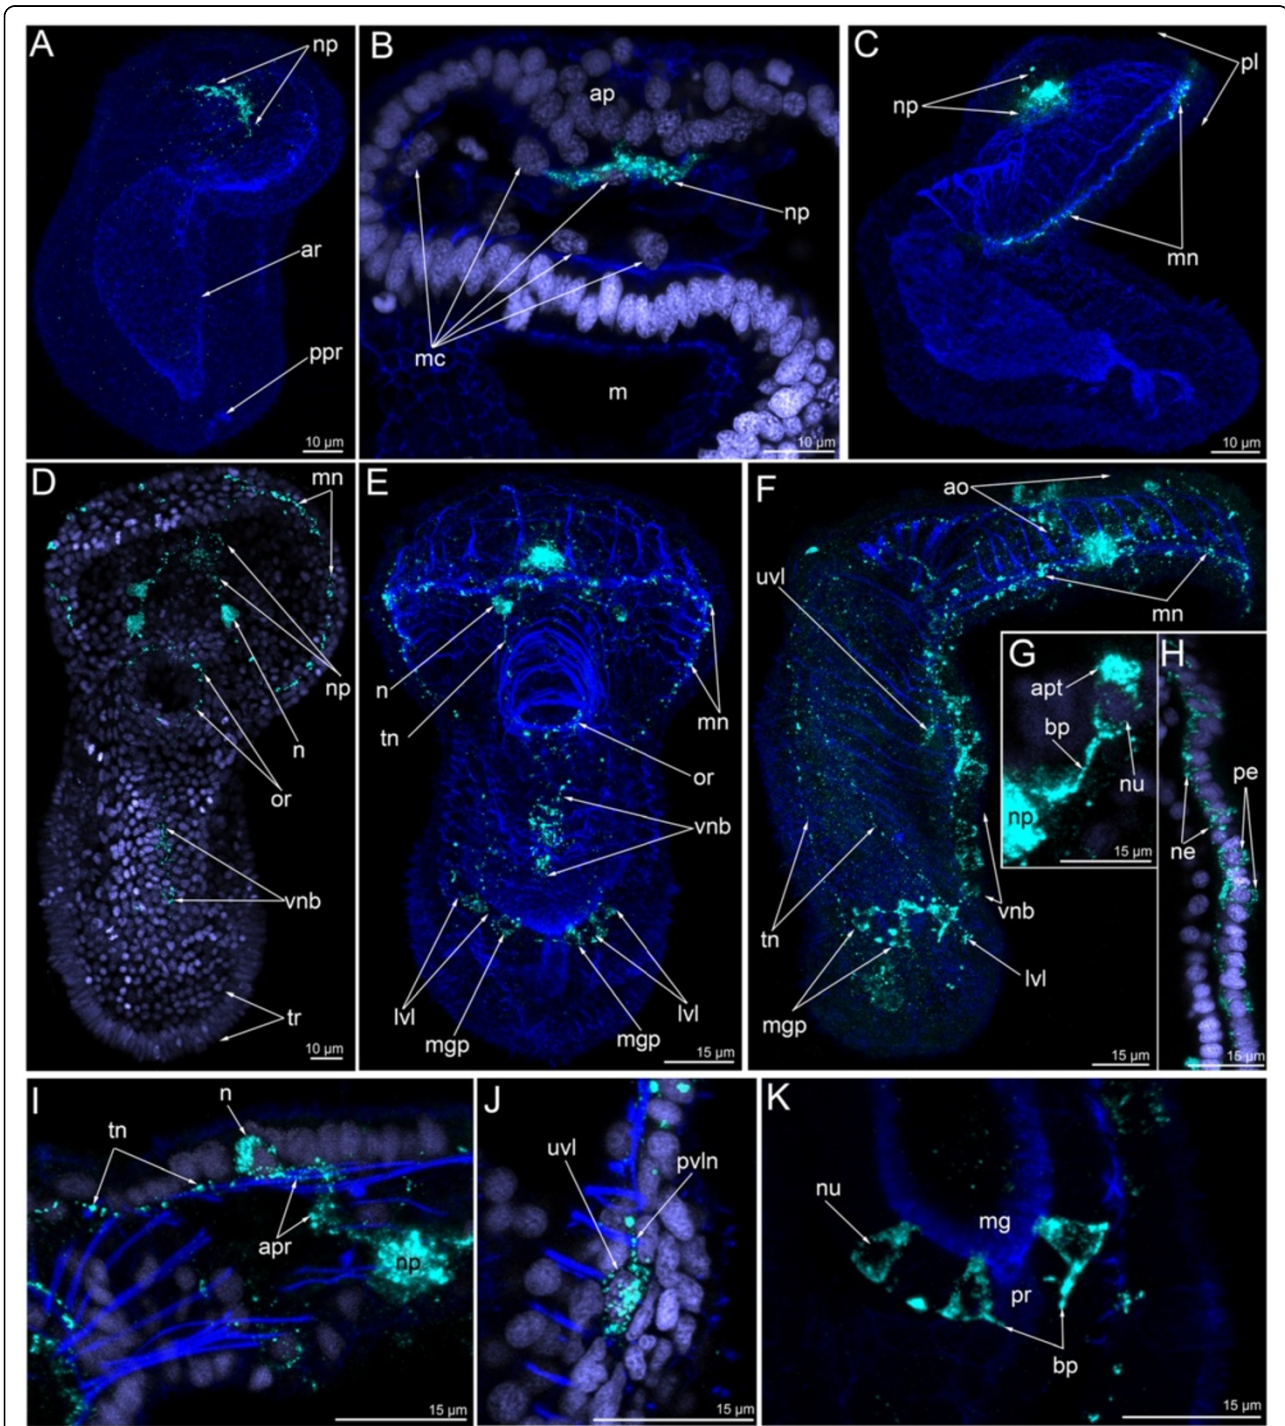 A
np
ar
ppr
10 µm
B
ap
np
mc
m
10 µm
C
pl
np
mn
10 µm
D
mn
np
n
or
vnb
tr
10 µm
E
n
tn
mn
or
vnb
lvl
mgp
mgp
lvl
15 µm
F
ao
uvl
mn
tn
vnb
lvl
mgp
15 µm
G
apt
bp
nu
np
15 µm
H
pe
ne
15 µm
I
n
tn
apr
np
15 µm
J
uvl
pvln
15 µm
K
nu
mg
pr
bp
15 µm